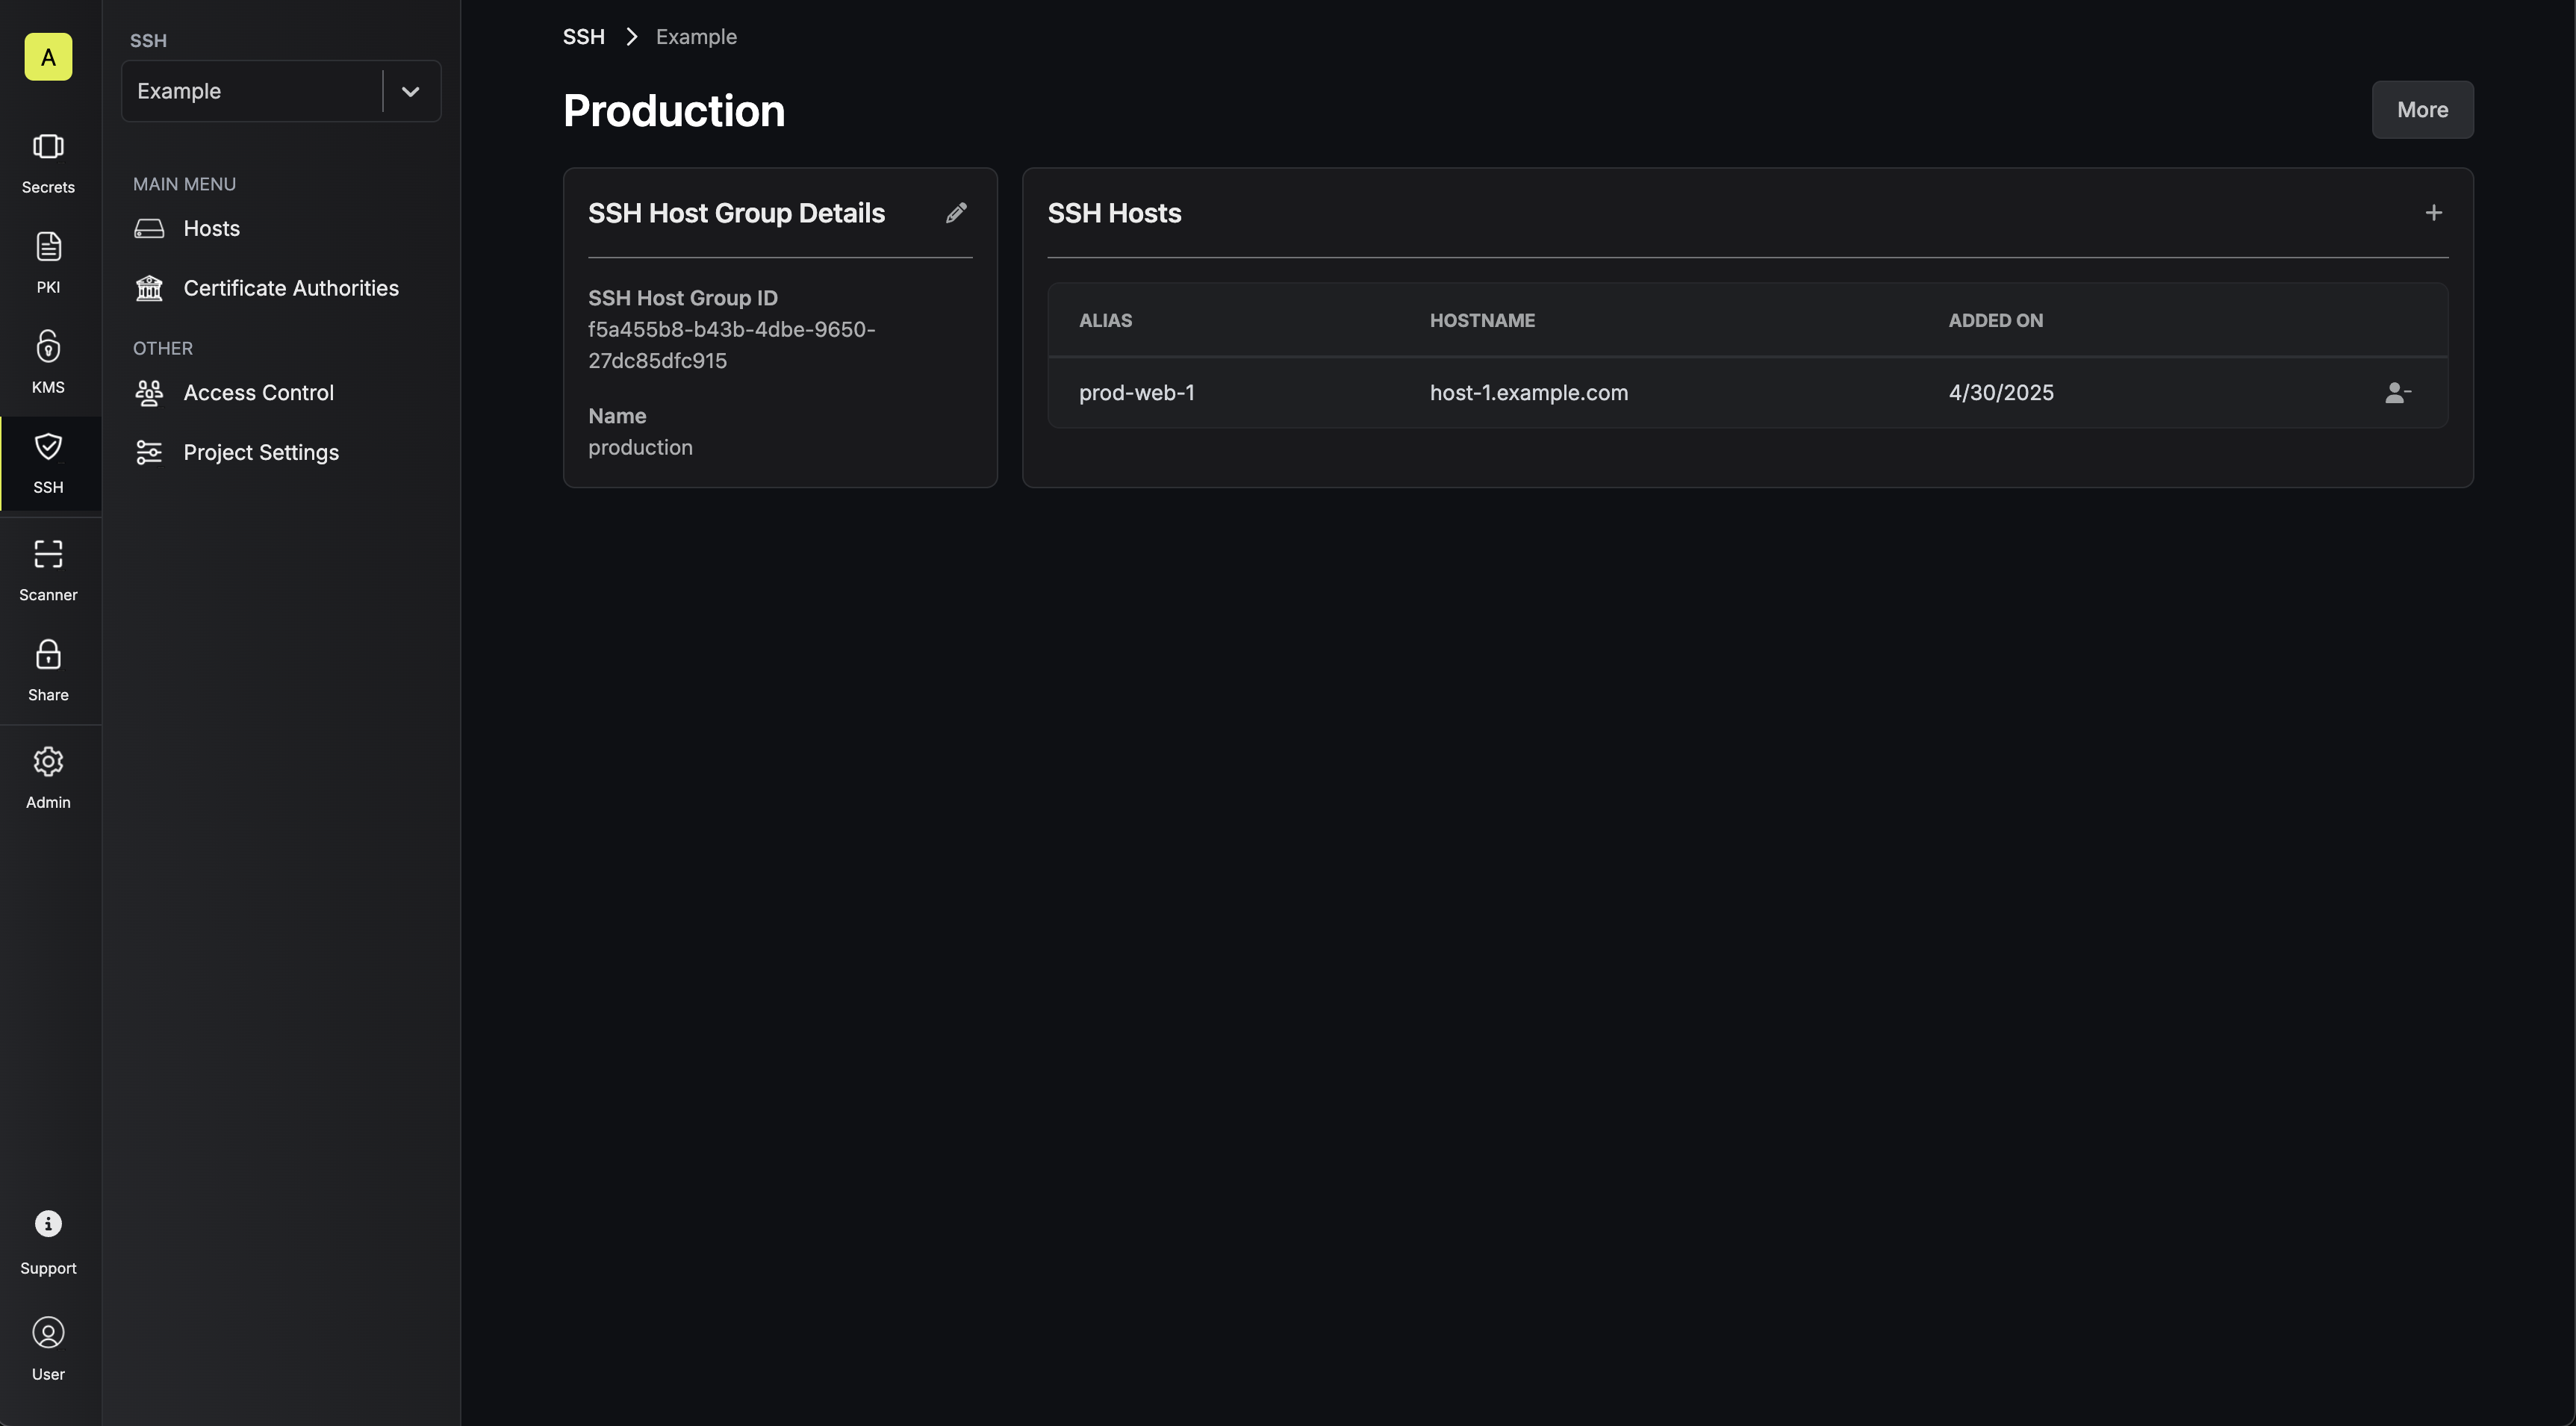 A
Secrets
PKI
KMS
SSH
Scanner
Share
Admin
Support
User
SSH
Example
MAIN MENU
Hosts
Certificate Authorities
OTHER
Access Control
Project Settings
SSH Example
Production
More
SSH Host Group Details
SSH Host Group ID
f5a455b8-b43b-4dbe-9650-
27dc85dfc915
Name
production
SSH Hosts
ALIAS HOSTNAME ADDED ON
prod-web-1 host-1.example.com 4/30/2025